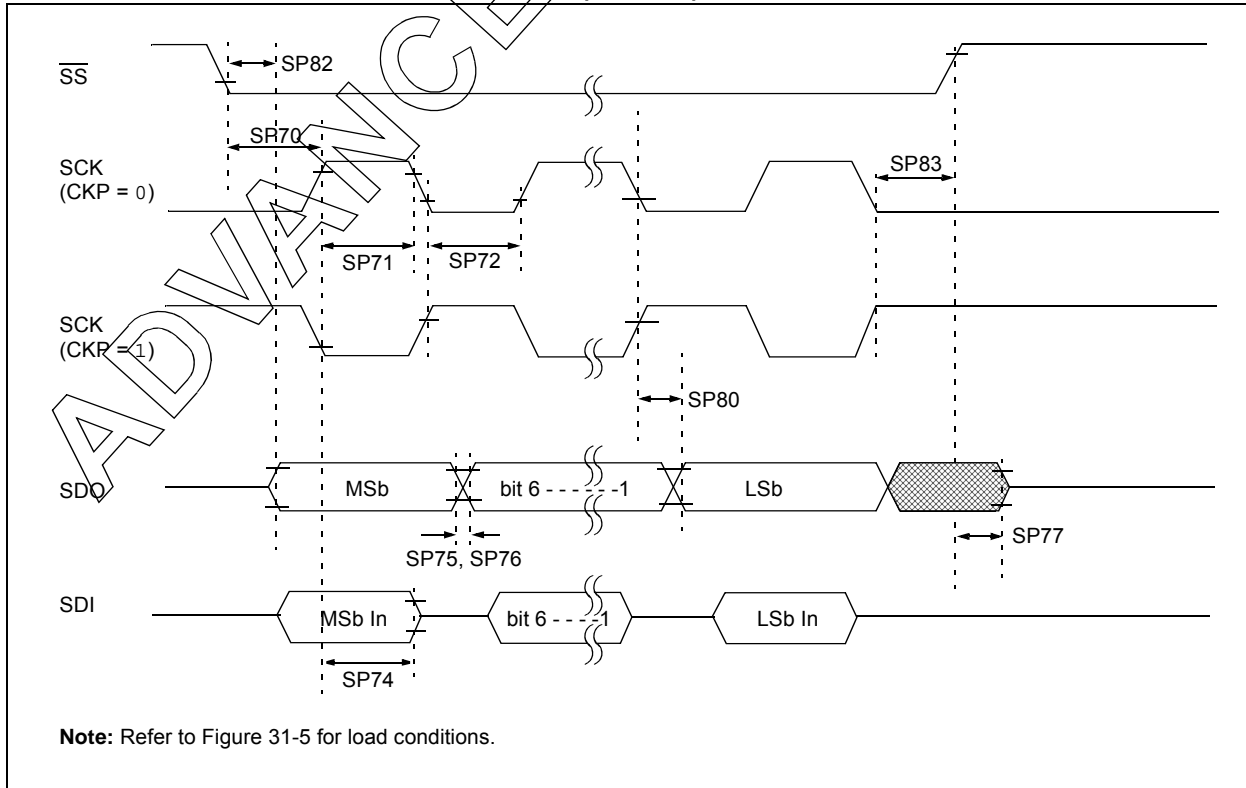 SS
SP82
SP70
SCK
(CKP = 0)
SP83
SP71
SP72
SCK
(CKP = 1)
SP80
SDO
MSb
bit 6 - - - - - -1
LSb
SP75, SP76
SP77
SDI
MSb In
bit 6 - - - -1
LSb In
SP74
Note: Refer to Figure 31-5 for load conditions.